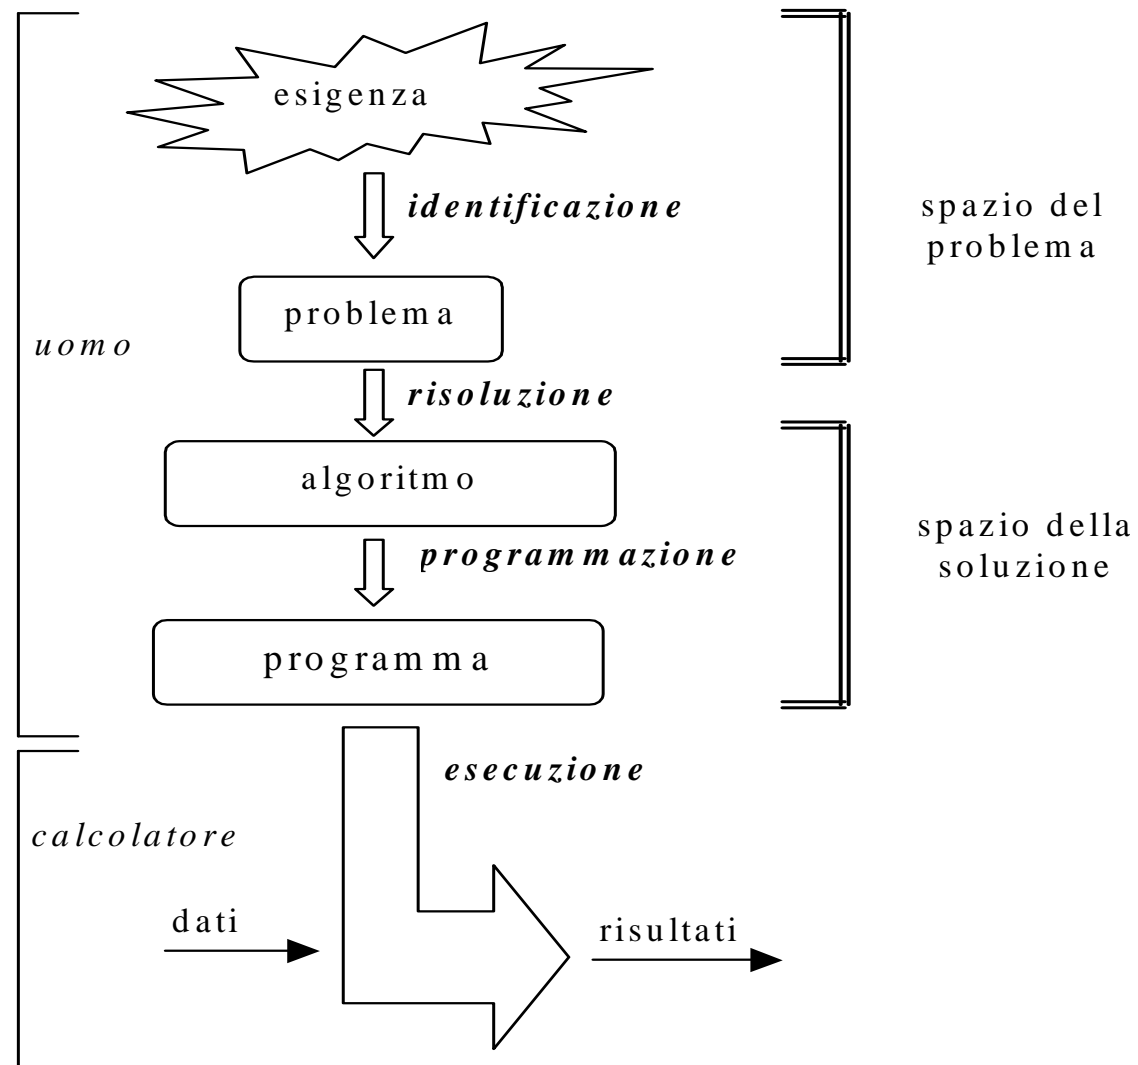 esigenza
identificazione
spazio del
problema
problema
uomo
risoluzione
algoritmo
programmazione
spazio della
soluzione
programma
esecuzione
calcolatore
dati
risultati